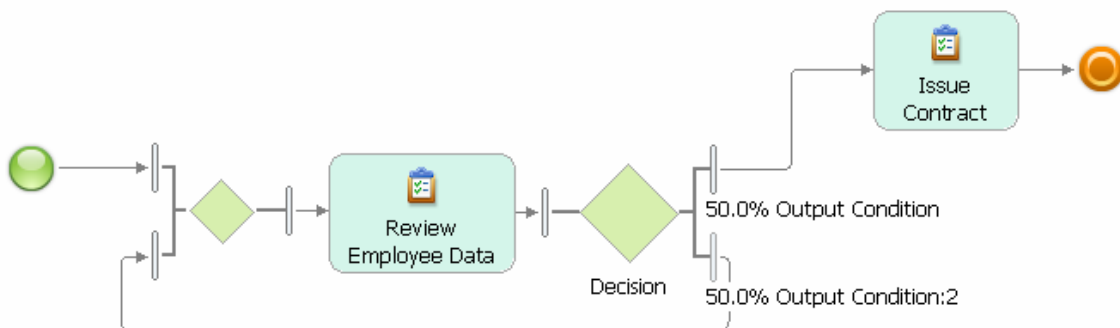 Issue
Contract
Review
Employee Data
Decision
50.0% Output Condition
50.0% Output Condition:2